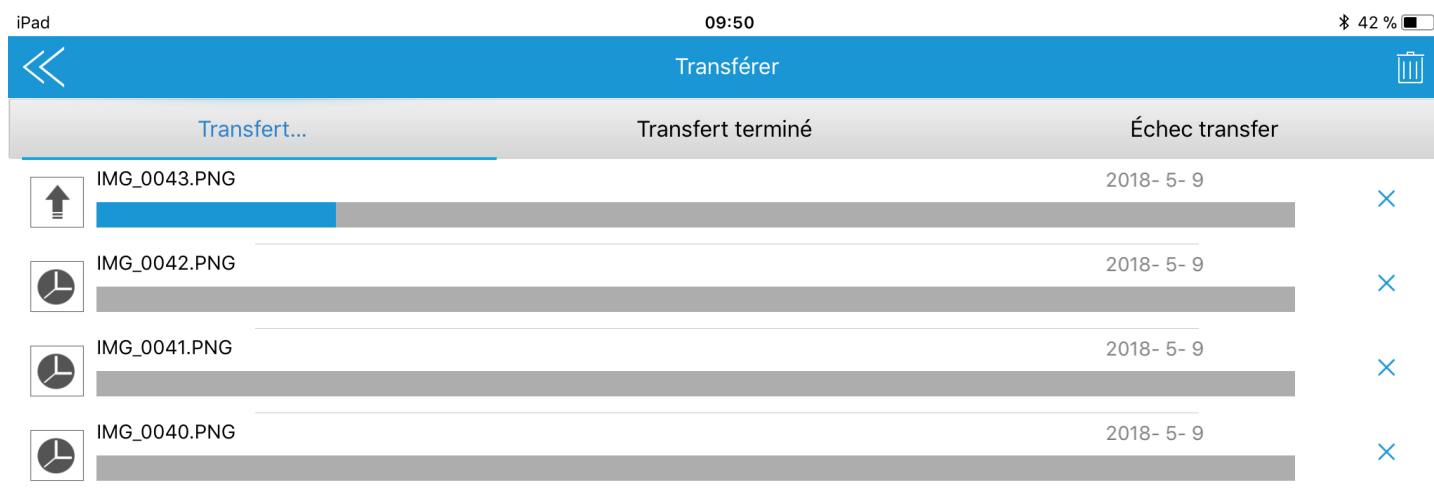 iPad 09:50 42 %
Transférer
Transfert... Transfert terminé Échec transfer
IMG_0043.PNG 2018- 5- 9
IMG_0042.PNG 2018- 5- 9
IMG_0041.PNG 2018- 5- 9
IMG_0040.PNG 2018- 5- 9